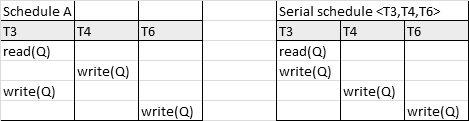 Schedule A
T3 T4 T6
read(Q)
write(Q)
write(Q)
write(Q)
Serial schedule <T3,T4,T6>
T3 T4 T6
read(Q)
write(Q)
write(Q)
write(Q)